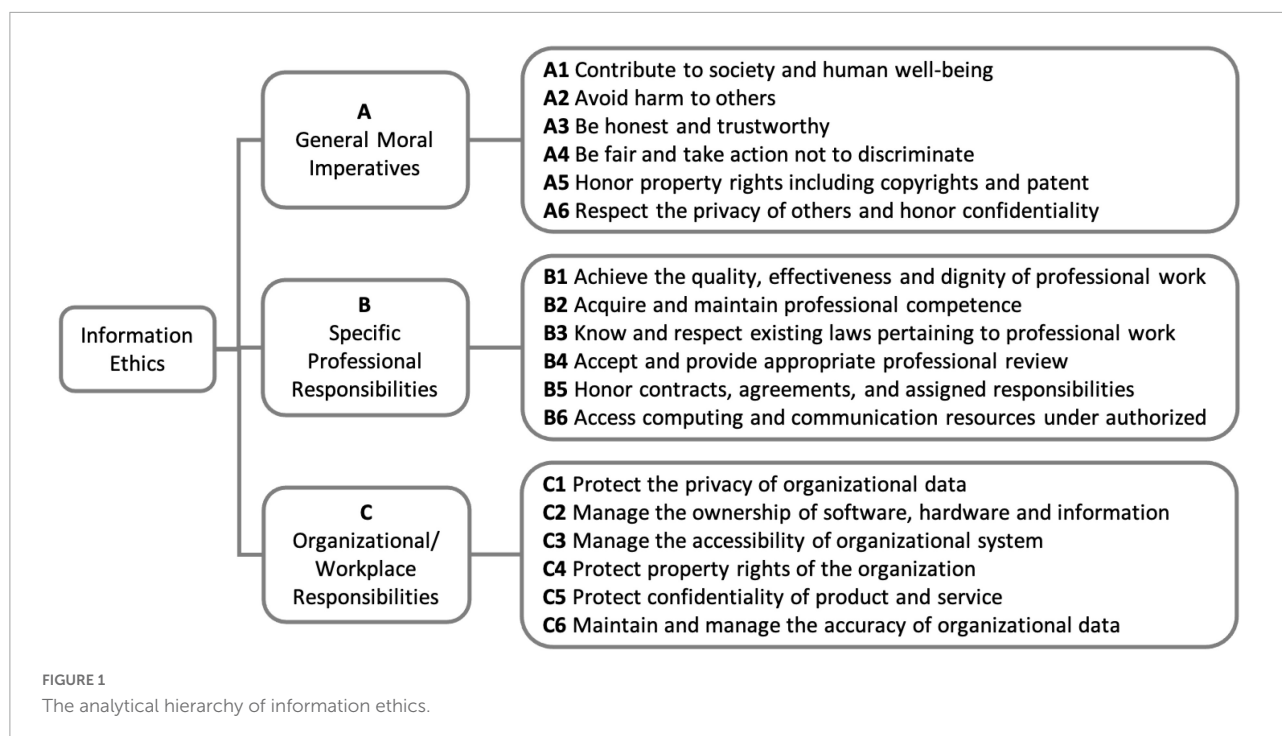 Information
Ethics
A
General Moral
Imperatives
A1 Contribute to society and human well-being
A2 Avoid harm to others
A3 Be honest and trustworthy
A4 Be fair and take action not to discriminate
A5 Honor property rights including copyrights and patent
A6 Respect the privacy of others and honor confidentiality
B
Specific
Professional
Responsibilities
B1 Achieve the quality, effectiveness and dignity of professional work
B2 Acquire and maintain professional competence
B3 Know and respect existing laws pertaining to professional work
B4 Accept and provide appropriate professional review
B5 Honor contracts, agreements, and assigned responsibilities
B6 Access computing and communication resources under authorized
C
Organizational/
Workplace
Responsibilities
C1 Protect the privacy of organizational data
C2 Manage the ownership of software, hardware and information
C3 Manage the accessibility of organizational system
C4 Protect property rights of the organization
C5 Protect confidentiality of product and service
C6 Maintain and manage the accuracy of organizational data
FIGURE 1
The analytical hierarchy of information ethics.